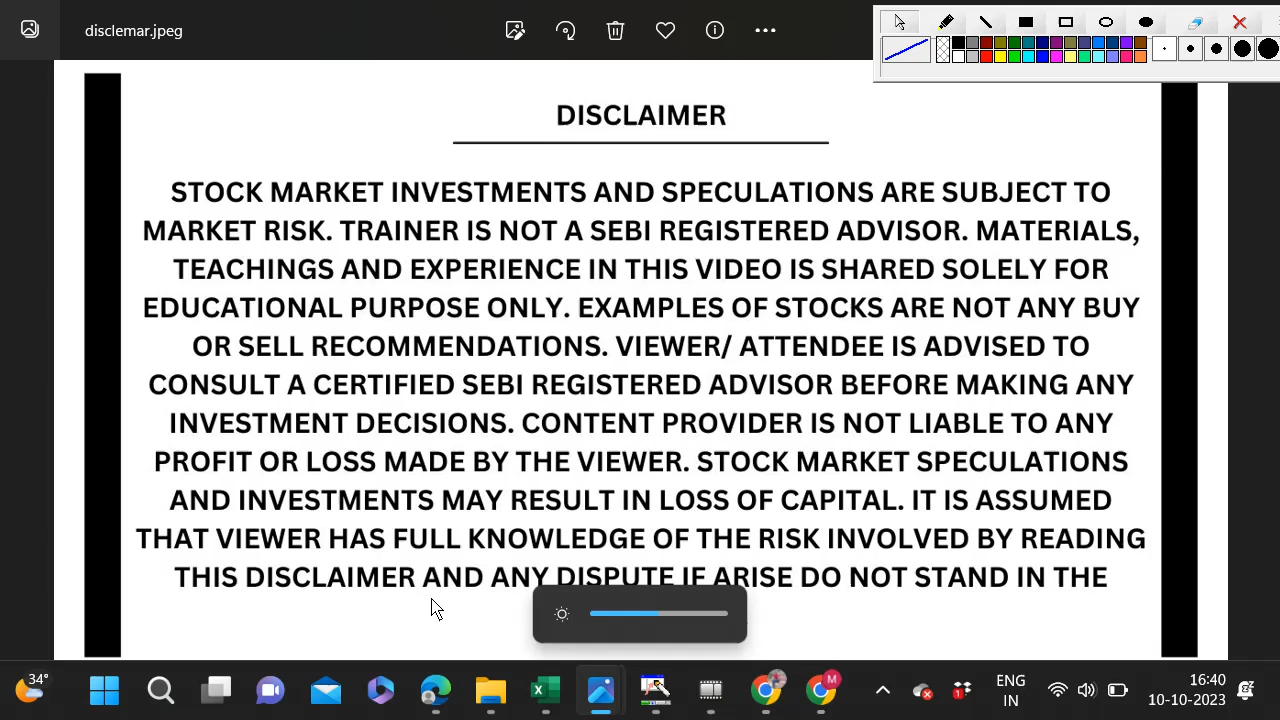 disclemar.jpeg
DISCLAIMER
STOCK MARKET INVESTMENTS AND SPECULATIONS ARE SUBJECT TO
MARKET RISK. TRAINER IS NOT A SEBI REGISTERED ADVISOR. MATERIALS,
TEACHINGS AND EXPERIENCE IN THIS VIDEO IS SHARED SOLELY FOR
EDUCATIONAL PURPOSE ONLY. EXAMPLES OF STOCKS ARE NOT ANY BUY
OR SELL RECOMMENDATIONS. VIEWER/ ATTENDEE IS ADVISED TO
CONSULT A CERTIFIED SEBI REGISTERED ADVISOR BEFORE MAKING ANY
INVESTMENT DECISIONS. CONTENT PROVIDER IS NOT LIABLE TO ANY
PROFIT OR LOSS MADE BY THE VIEWER. STOCK MARKET SPECULATIONS
AND INVESTMENTS MAY RESULT IN LOSS OF CAPITAL. IT IS ASSUMED
THAT VIEWER HAS FULL KNOWLEDGE OF THE RISK INVOLVED BY READING
THIS DISCLAIMER AND ANY DISPUTE IF ARISE DO NOT STAND IN THE
34°
M
1
ENG
IN
16:40
10-10-2023